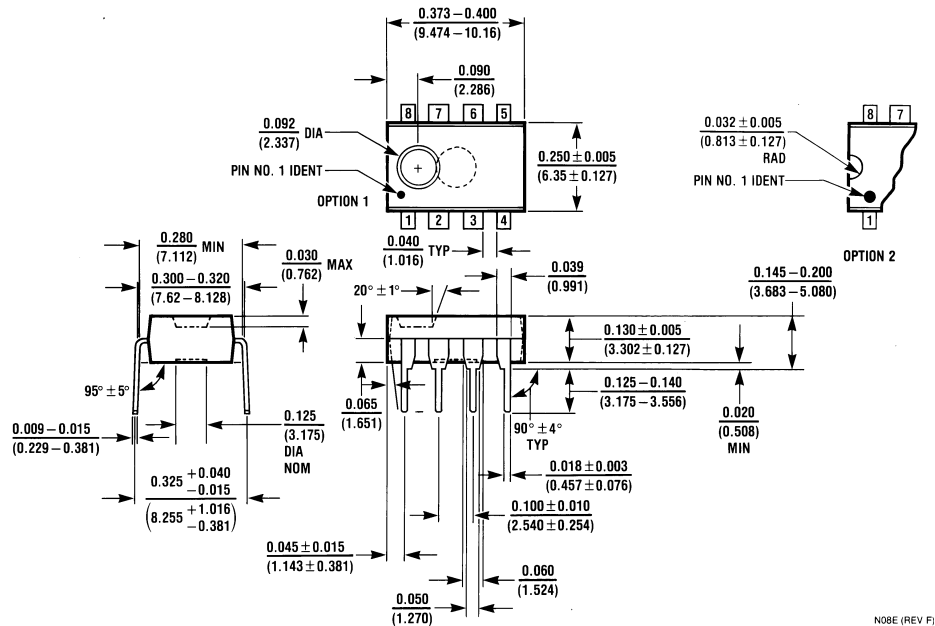 0.373 – 0.400
(9.474 – 10.16)
0.090
(2.286)
8 7 6 5
0.092
(2.337) DIA
PIN NO. 1 IDENT
OPTION 1
1 2 3 4
0.250 ± 0.005
(6.35 ± 0.127)
8 7
0.032 ± 0.005
(0.813 ± 0.127)
RAD
PIN NO. 1 IDENT
1
OPTION 2
0.280
(7.112) MIN
0.030
(0.762) MAX
0.300 – 0.320
(7.62 – 8.128)
0.040
(1.016) TYP
0.039
(0.991)
0.145 – 0.200
(3.683 – 5.080)
20° ± 1°
0.130 ± 0.005
(3.302 ± 0.127)
95° ± 5°
0.009 – 0.015
(0.229 – 0.381)
0.125
(3.175)
DIA
NOM
0.065
(1.651)
90° ± 4°
TYP
0.125 – 0.140
(3.175 – 3.556)
0.020
(0.508)
MIN
0.325 +0.040 −0.015
(8.255 +1.016 −0.381)
0.018 ± 0.003
(0.457 ± 0.076)
0.100 ± 0.010
(2.540 ± 0.254)
0.045 ± 0.015
(1.143 ± 0.381)
0.060
(1.524)
0.050
(1.270)
N08E (REV F)